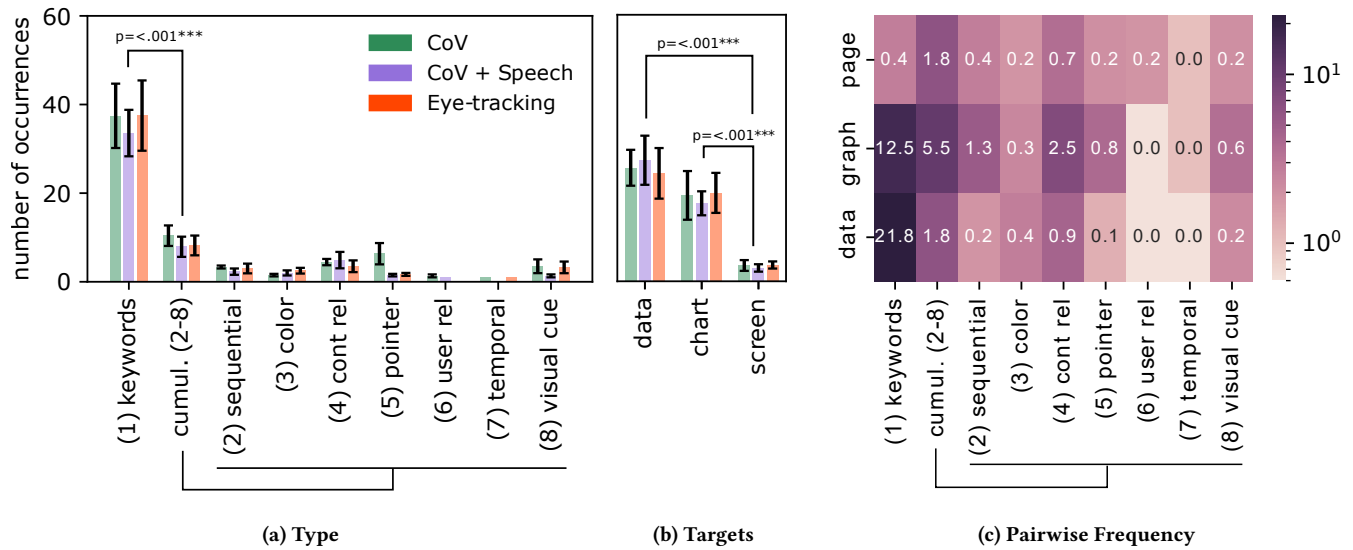 60
40
20
0
number of occurrences
p=<.001***
CoV
CoV + Speech
Eye-tracking
(1) keywords
cumul. (2-8)
(2) sequential
(3) color
(4) cont rel
(5) pointer
(6) user rel
(7) temporal
(8) visual cue
(a) Type
p=<.001***
p=<.001***
data
chart
screen
(b) Targets
page
0.4 1.8 0.4 0.2 0.7 0.2 0.2 0.0 0.2
graph
12.5 5.5 1.3 0.3 2.5 0.8 0.0 0.0 0.6
data
21.8 1.8 0.2 0.4 0.9 0.1 0.0 0.0 0.2
10¹
10⁰
(1) keywords
cumul. (2-8)
(2) sequential
(3) color
(4) cont rel
(5) pointer
(6) user rel
(7) temporal
(8) visual cue
(c) Pairwise Frequency